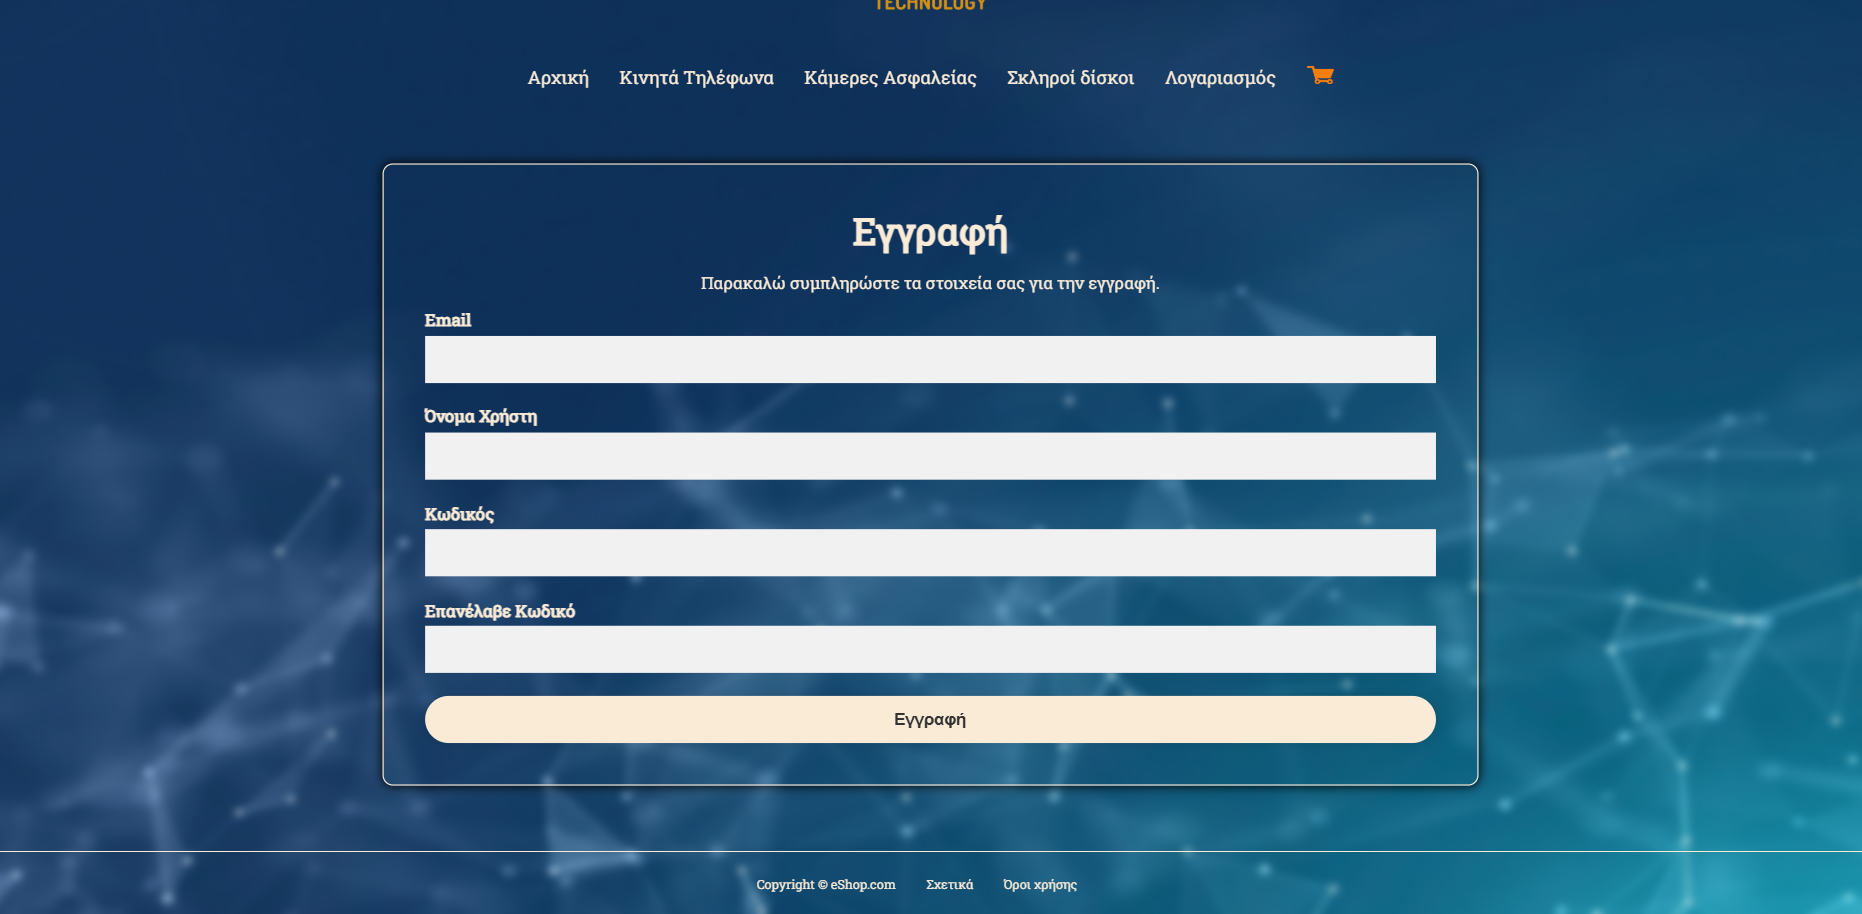 TECHNOLOGY
Αρχική Κινητά Τηλέφωνα Κάμερες Ασφαλείας Σκληροί δίσκοι Λογαριασμός
Εγγραφή
Παρακαλώ συμπληρώστε τα στοιχεία σας για την εγγραφή.
Email
Όνομα Χρήστη
Κωδικός
Επανέλαβε Κωδικό
Εγγραφή
Copyright © eShop.com Σχετικά Όροι χρήσης